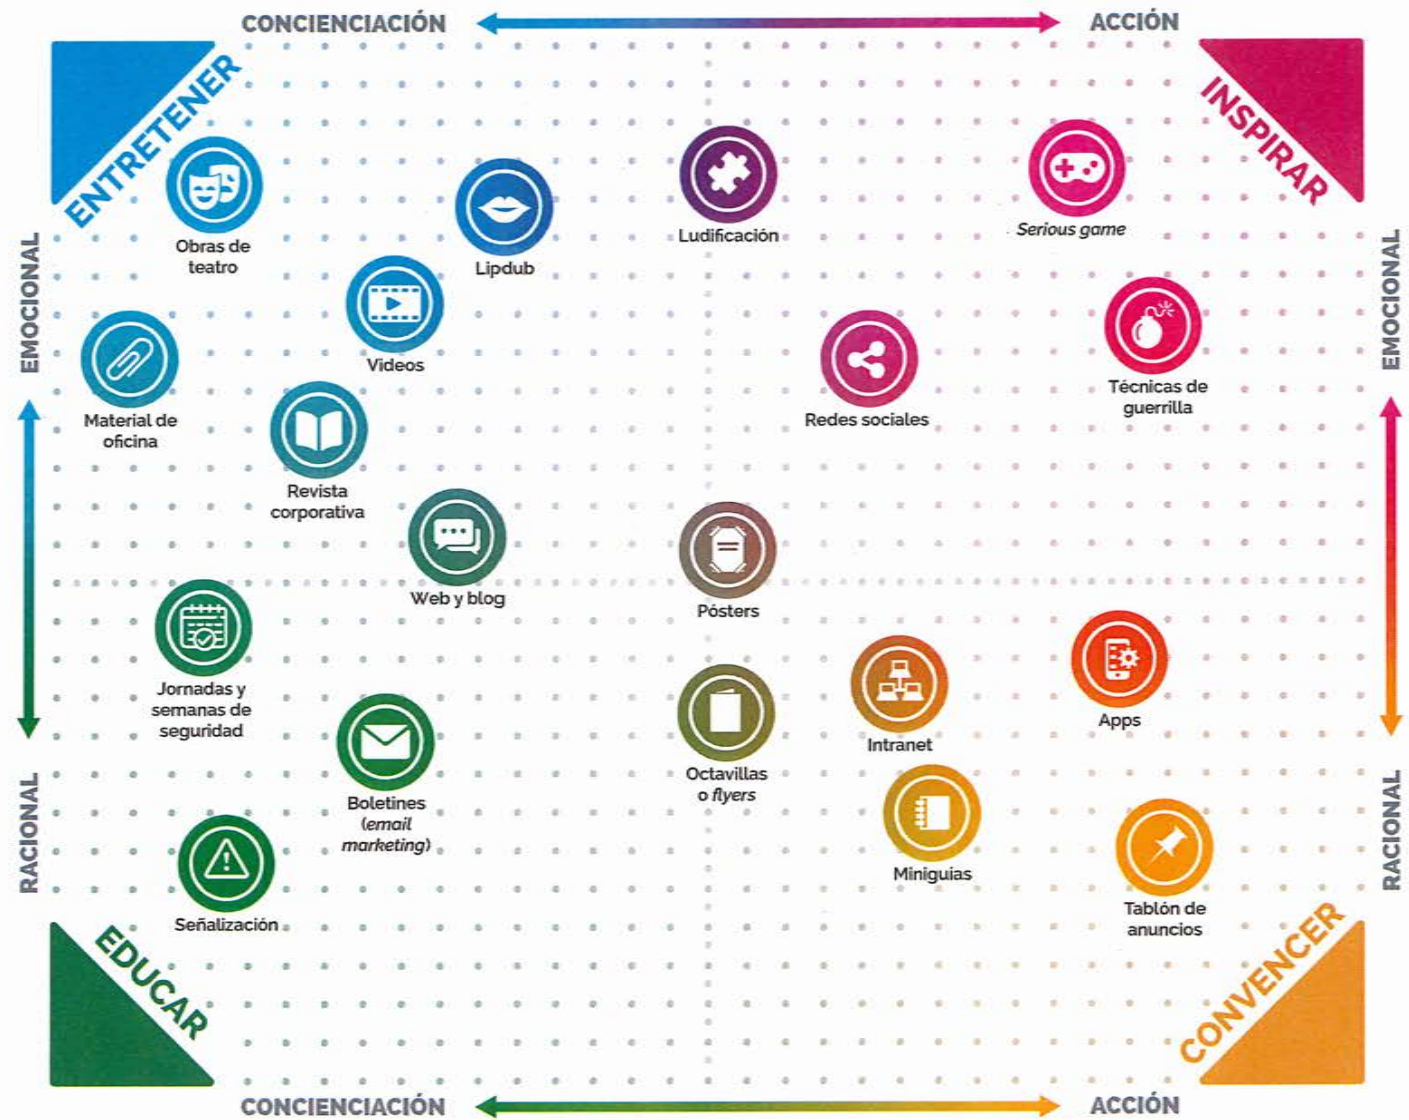 CONCIENCIACIÓN
ACCIÓN
ENTRETENER
INSPIRAR
EMOCIONAL
EMOCIONAL
Obras de
teatro
Lipdub
Ludificación
Serious game
Videos
Material de
oficina
Redes sociales
Técnicas de
guerrilla
Revista
corporativa
Web y blog
Pósters
Jornadas y
semanas de
seguridad
Intranet
Apps
Boletines
(email
marketing)
Octavillas
o flyers
Miniguias
Señalización
Tablón de
anuncios
RACIONAL
RACIONAL
EDUCAR
CONVENCER
CONCIENCIACIÓN
ACCIÓN